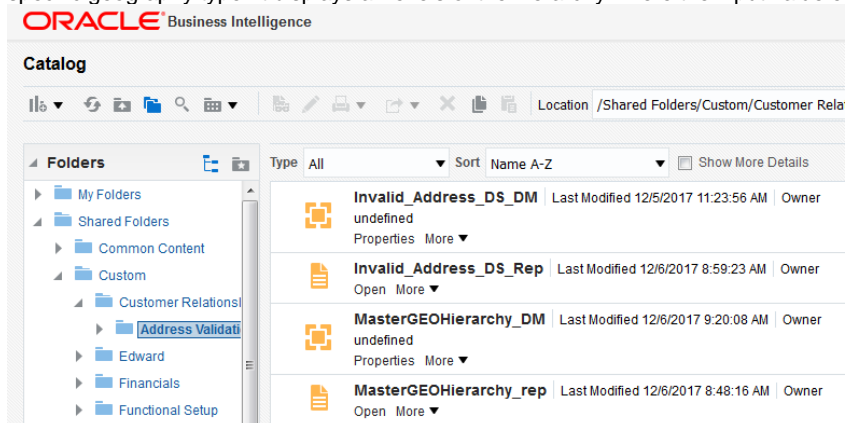 ORACLE Business Intelligence
Catalog
Location /Shared Folders/Custom/Customer Rela
Folders
Type All Sort Name A-Z Show More Details
My Folders
Shared Folders
Common Content
Custom
Customer Relationsl
Address Validati
Edward
Financials
Functional Setup
Invalid_Address_DS_DM Last Modified 12/5/2017 11:23:56 AM Owner
undefined
Properties More
Invalid_Address_DS_Rep Last Modified 12/6/2017 8:59:23 AM Owner
Open More
MasterGEOHierarchy_DM Last Modified 12/6/2017 9:20:08 AM Owner
undefined
Properties More
MasterGEOHierarchy_rep Last Modified 12/6/2017 8:48:16 AM Owner
Open More